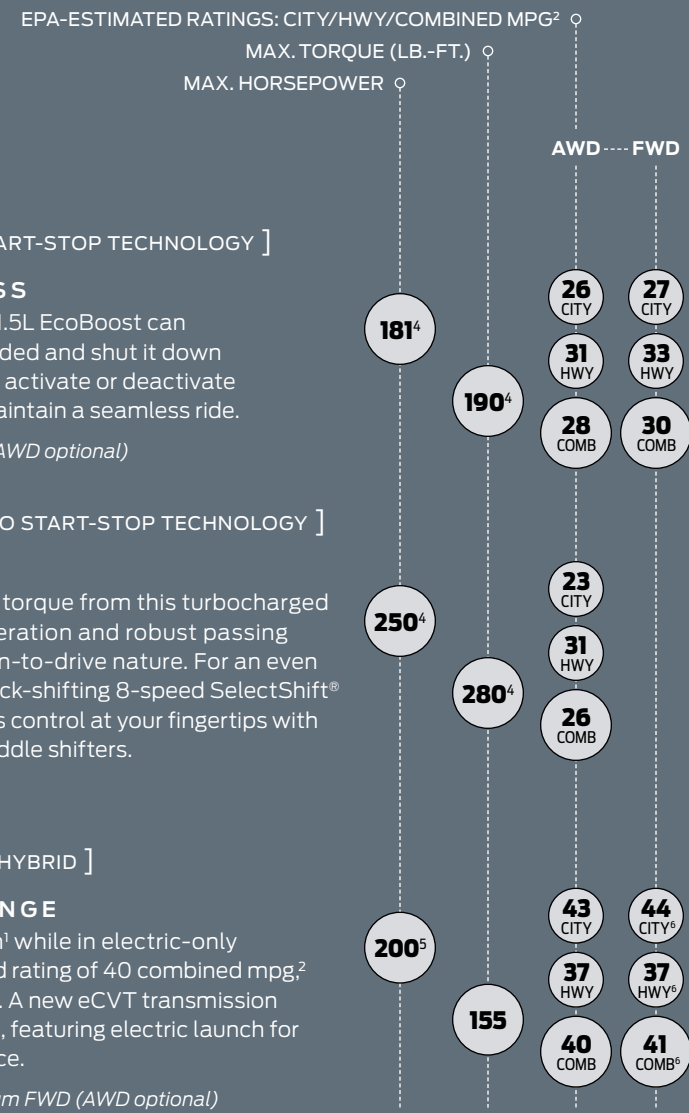 EPA-ESTIMATED RATINGS: CITY/HWY/COMBINED MPG²
MAX. TORQUE (LB.-FT.)
MAX. HORSEPOWER
AWD FWD
ART-STOP TECHNOLOGY ]
SS
1.5L EcoBoost can
ded and shut it down
activate or deactivate
aintain a seamless ride.
AWD optional)
181⁴
190⁴
26 CITY
27 CITY
31 HWY
33 HWY
28 COMB
30 COMB
O START-STOP TECHNOLOGY ]
torque from this turbocharged
eration and robust passing
n-to-drive nature. For an even
ck-shifting 8-speed SelectShift®
s control at your fingertips with
ddle shifters.
250⁴
280⁴
23 CITY
31 HWY
26 COMB
HYBRID ]
NGE
n¹ while in electric-only
d rating of 40 combined mpg,²
. A new eCVT transmission
, featuring electric launch for
ce.
um FWD (AWD optional)
200⁵
155
43 CITY
44 CITY⁶
37 HWY
37 HWY⁶
40 COMB
41 COMB⁶